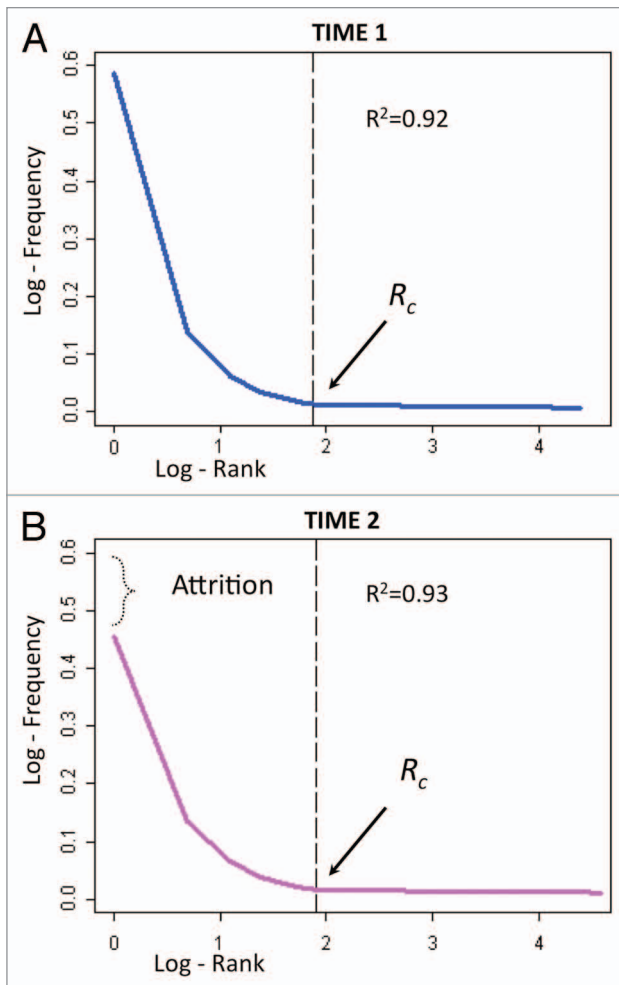 A
TIME 1
0.6
0.5
0.4
0.3
0.2
0.1
0.0
Log - Frequency
R²=0.92
Rc
0 1 2 3 4
Log - Rank
B
TIME 2
0.6
0.5
0.4
0.3
0.2
0.1
0.0
Log - Frequency
Attrition
R²=0.93
Rc
0 1 2 3 4
Log - Rank